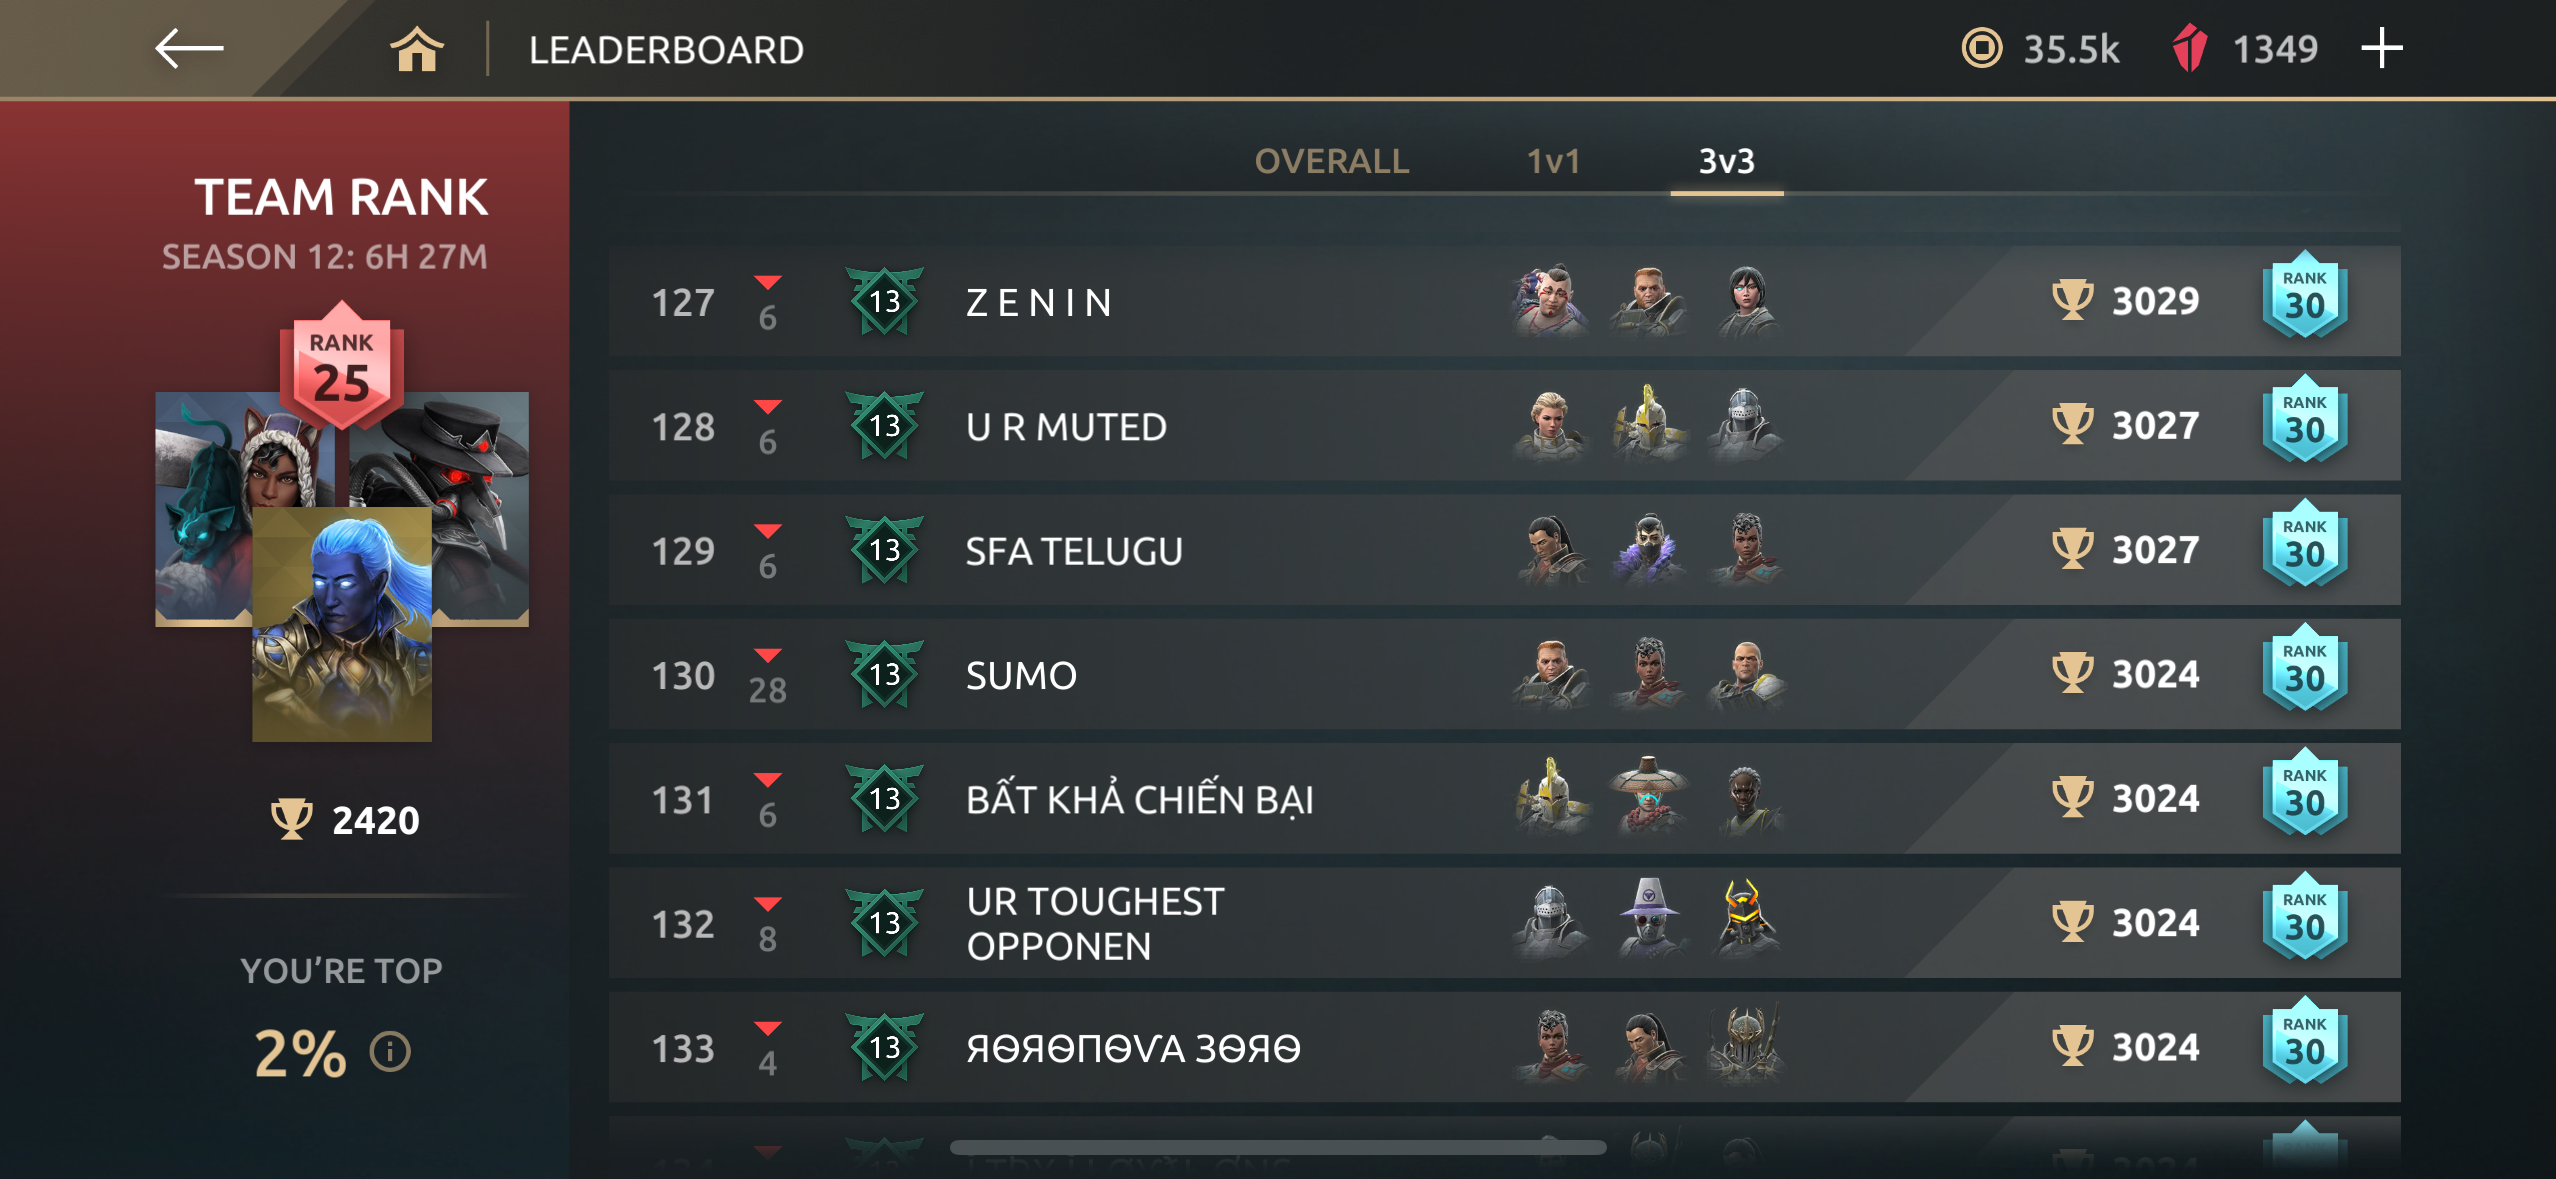 LEADERBOARD
35.5k
1349
TEAM RANK
SEASON 12: 6H 27M
RANK
25
2420
YOU'RE TOP
2%
OVERALL 1v1 3v3
127 6 13 Z E N I N 3029 RANK 30
128 6 13 U R MUTED 3027 RANK 30
129 6 13 SFA TELUGU 3027 RANK 30
130 28 13 SUMO 3024 RANK 30
131 6 13 BẤT KHẢ CHIẾN BẠI 3024 RANK 30
132 8 13 UR TOUGHEST
OPPONEN 3024 RANK 30
133 4 13 ЯѲЯѲПѲѴА ЗѲЯѲ 3024 RANK 30